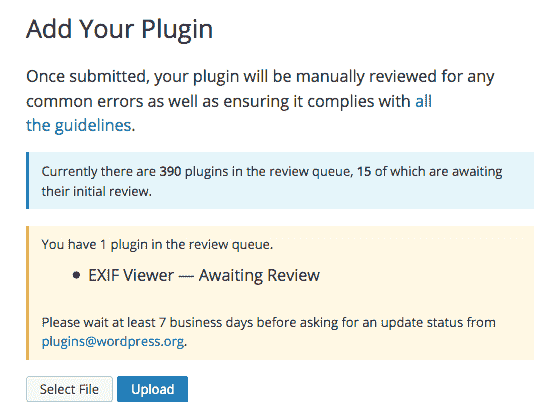 Add Your Plugin
Once submitted, your plugin will be manually reviewed for any
common errors as well as ensuring it complies with all
the guidelines.
Currently there are 390 plugins in the review queue, 15 of which are awaiting
their initial review.
You have 1 plugin in the review queue.
• EXIF Viewer — Awaiting Review
Please wait at least 7 business days before asking for an update status from
plugins@wordpress.org.
Select File Upload